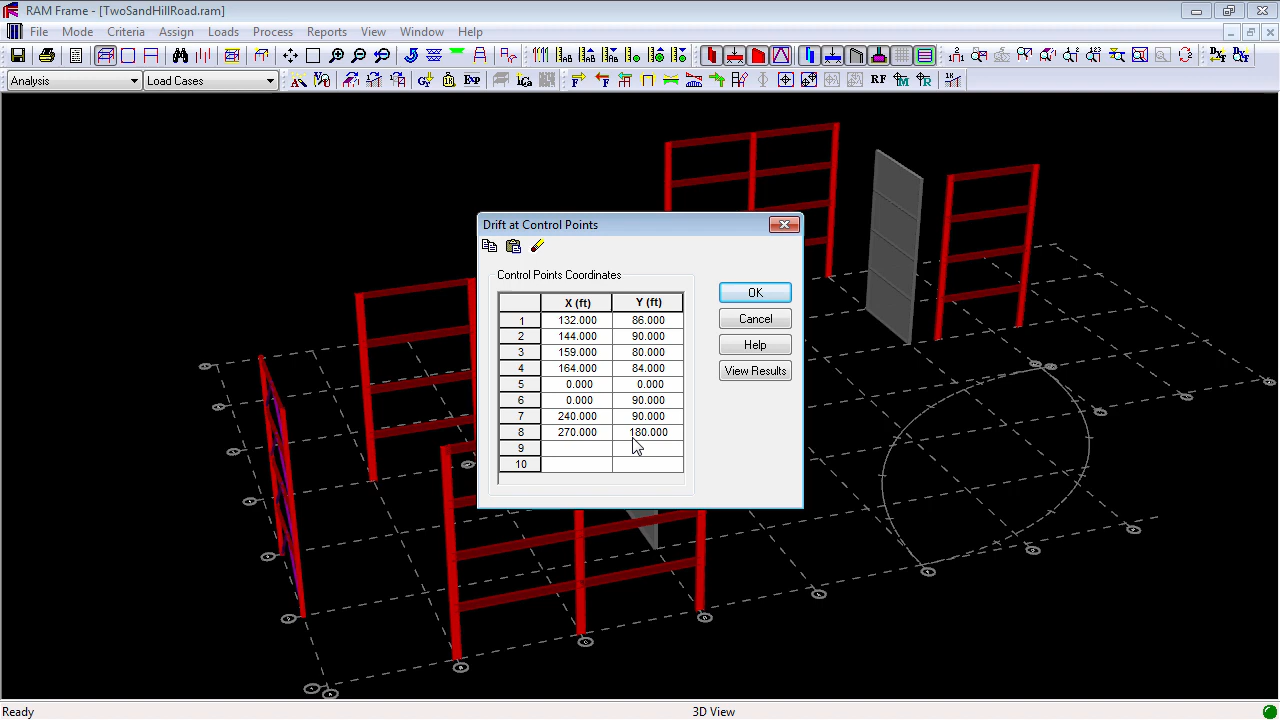 RAM Frame - [TwoSandHillRoad.ram]
File Mode Criteria Assign Loads Process Reports View Window Help
Analysis Load Cases RF
Drift at Control Points
Control Points Coordinates
X (ft) Y (ft)
1 132.000 86.000
2 144.000 90.000
3 159.000 80.000
4 164.000 84.000
5 0.000 0.000
6 0.000 90.000
7 240.000 90.000
8 270.000 180.000
9
10
OK
Cancel
Help
View Results
Ready 3D View